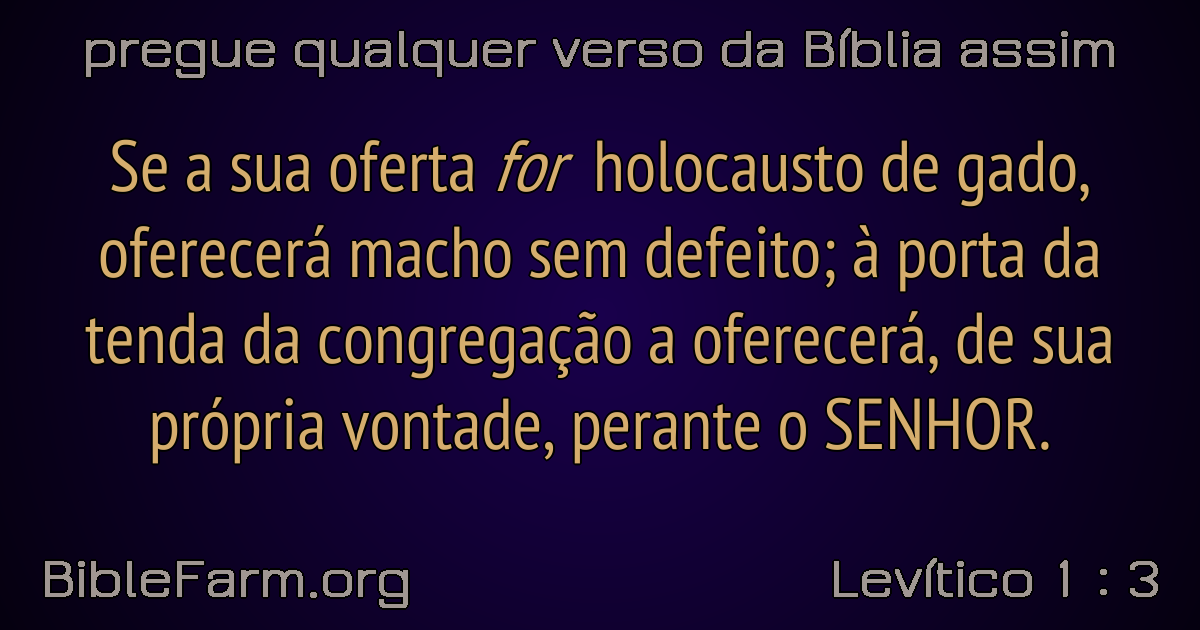 pregue qualquer verso da Bíblia assim
Se a sua oferta for holocausto de gado,
oferecerá macho sem defeito; à porta da
tenda da congregação a oferecerá, de sua
própria vontade, perante o SENHOR.
BibleFarm.org
Levítico 1 : 3